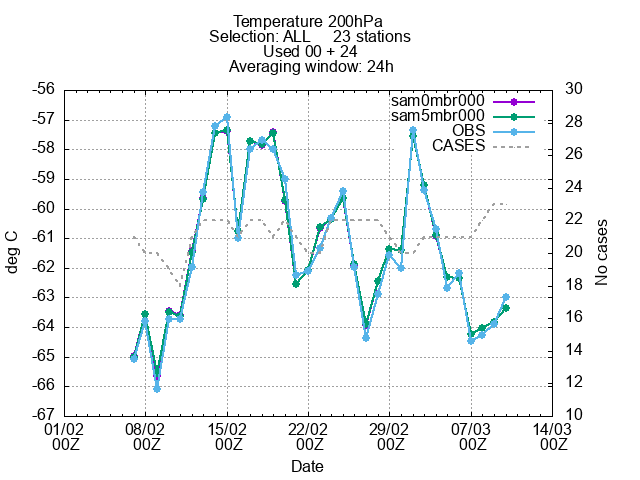 Temperature 200hPa
Selection: ALL 23 stations
Used 00 + 24
Averaging window: 24h
-56 30
sam0mbr000
sam5mbr000
OBS
CASES
-57 28
-58 26
-59 24
-60 22
-61 20
-62 18
-63 16
-64 14
-65 12
-66 10
-67
deg C
No cases
01/02 08/02 15/02 22/02 29/02 07/03 14/03
00Z 00Z 00Z 00Z 00Z 00Z 00Z
Date